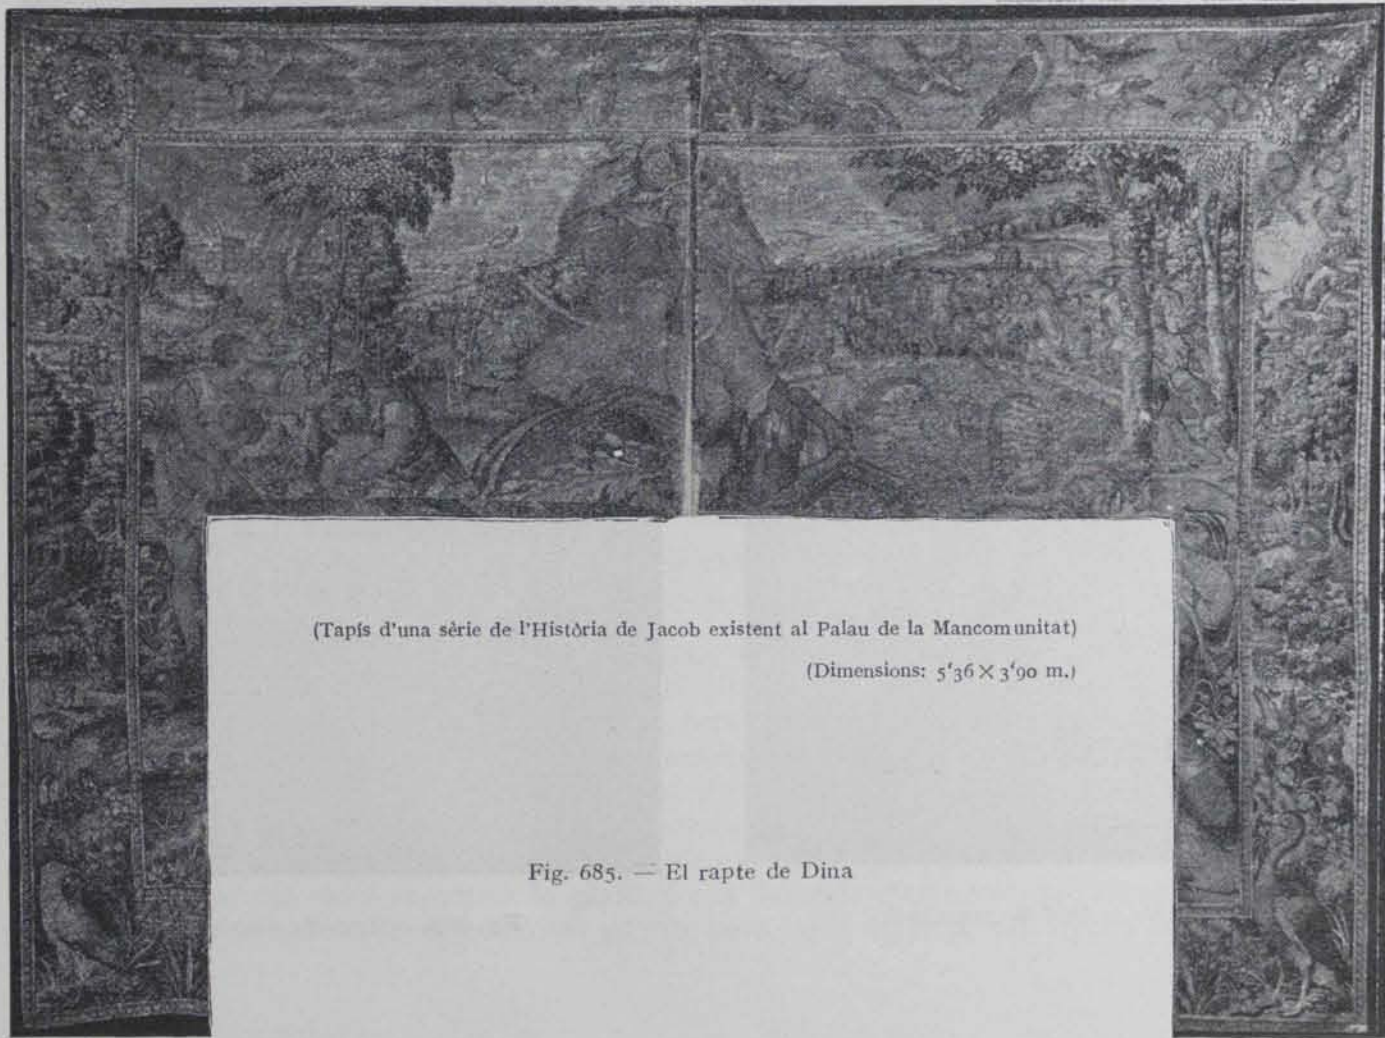 (Tapís d'una sèrie de l'Història de Jacob existent al Palau de la Mancomunitat)
(Dimensions: 5'36 × 3'90 m.)
Fig. 685. — El rapte de Dina